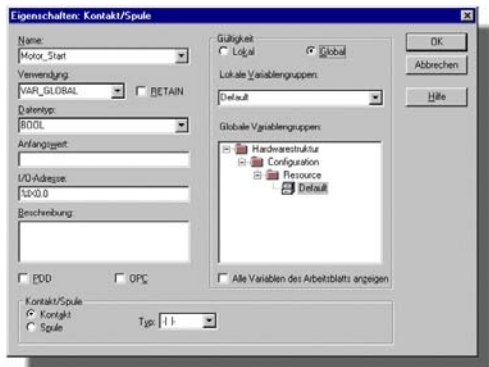 Eigenschaften: Kontakt/Spule
Name:
Motor_Start
Verwendung:
VAR_GLOBAL
RETAIN
Datentyp:
BOOL
Anfangswert:
I/O-Adresse:
%IX0.0
Beschreibung:
PDD
OPC
Gültigkeit
Lokal
Global
Lokale Variablengruppen:
Default
Globale Variablengruppen:
Hardwarestruktur
Configuration
Resource
Default
Alle Variablen des Arbeitsblatts anzeigen
OK
Abbrechen
Hilfe
Kontakt/Spule
Kontakt
Spule
Typ: -| |-